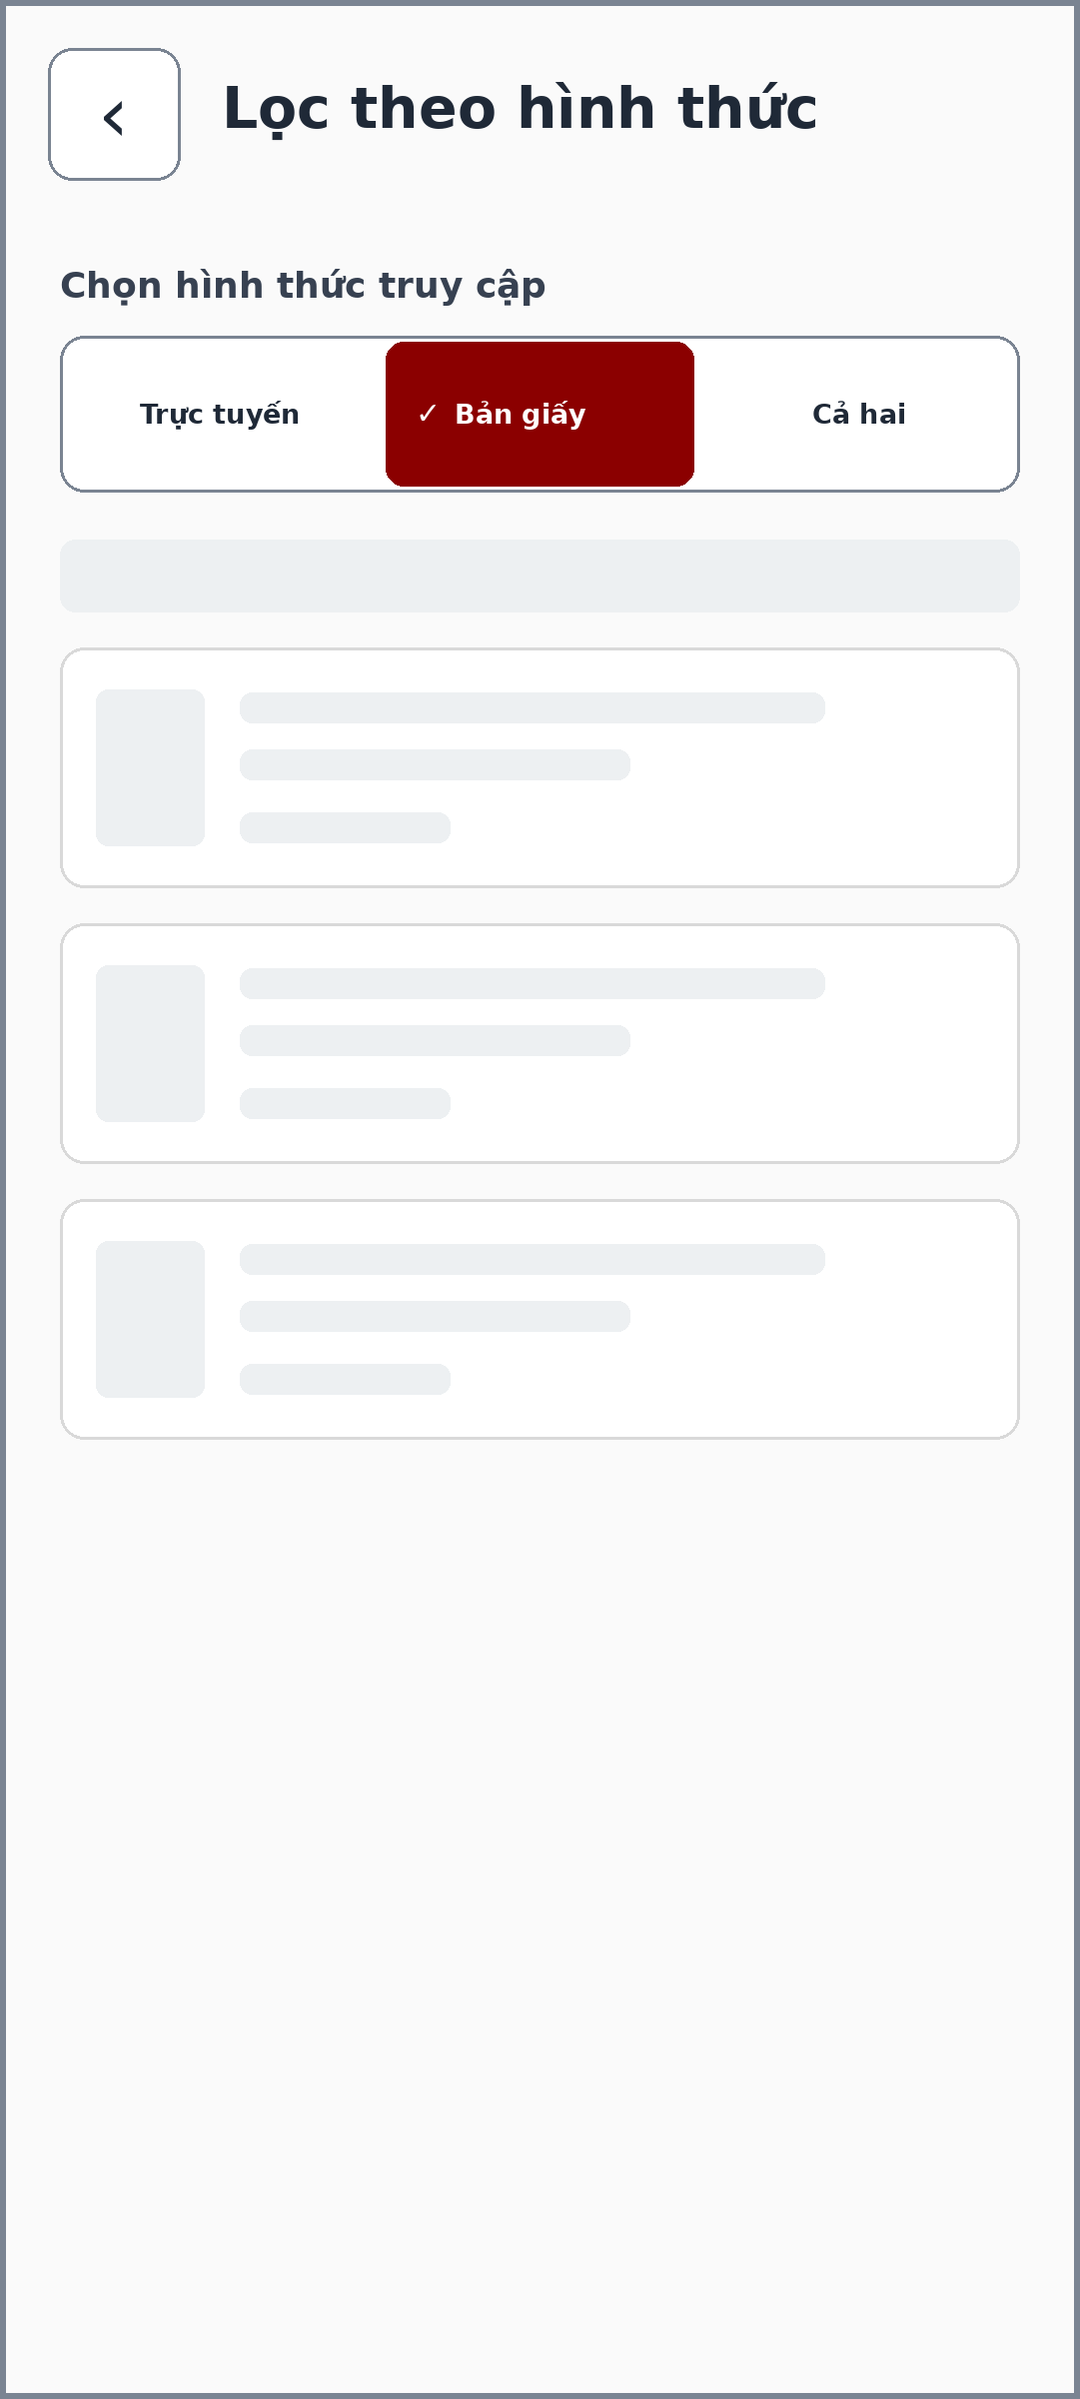 ‹ Lọc theo hình thức
Chọn hình thức truy cập
Trực tuyến ✓ Bản giấy Cả hai